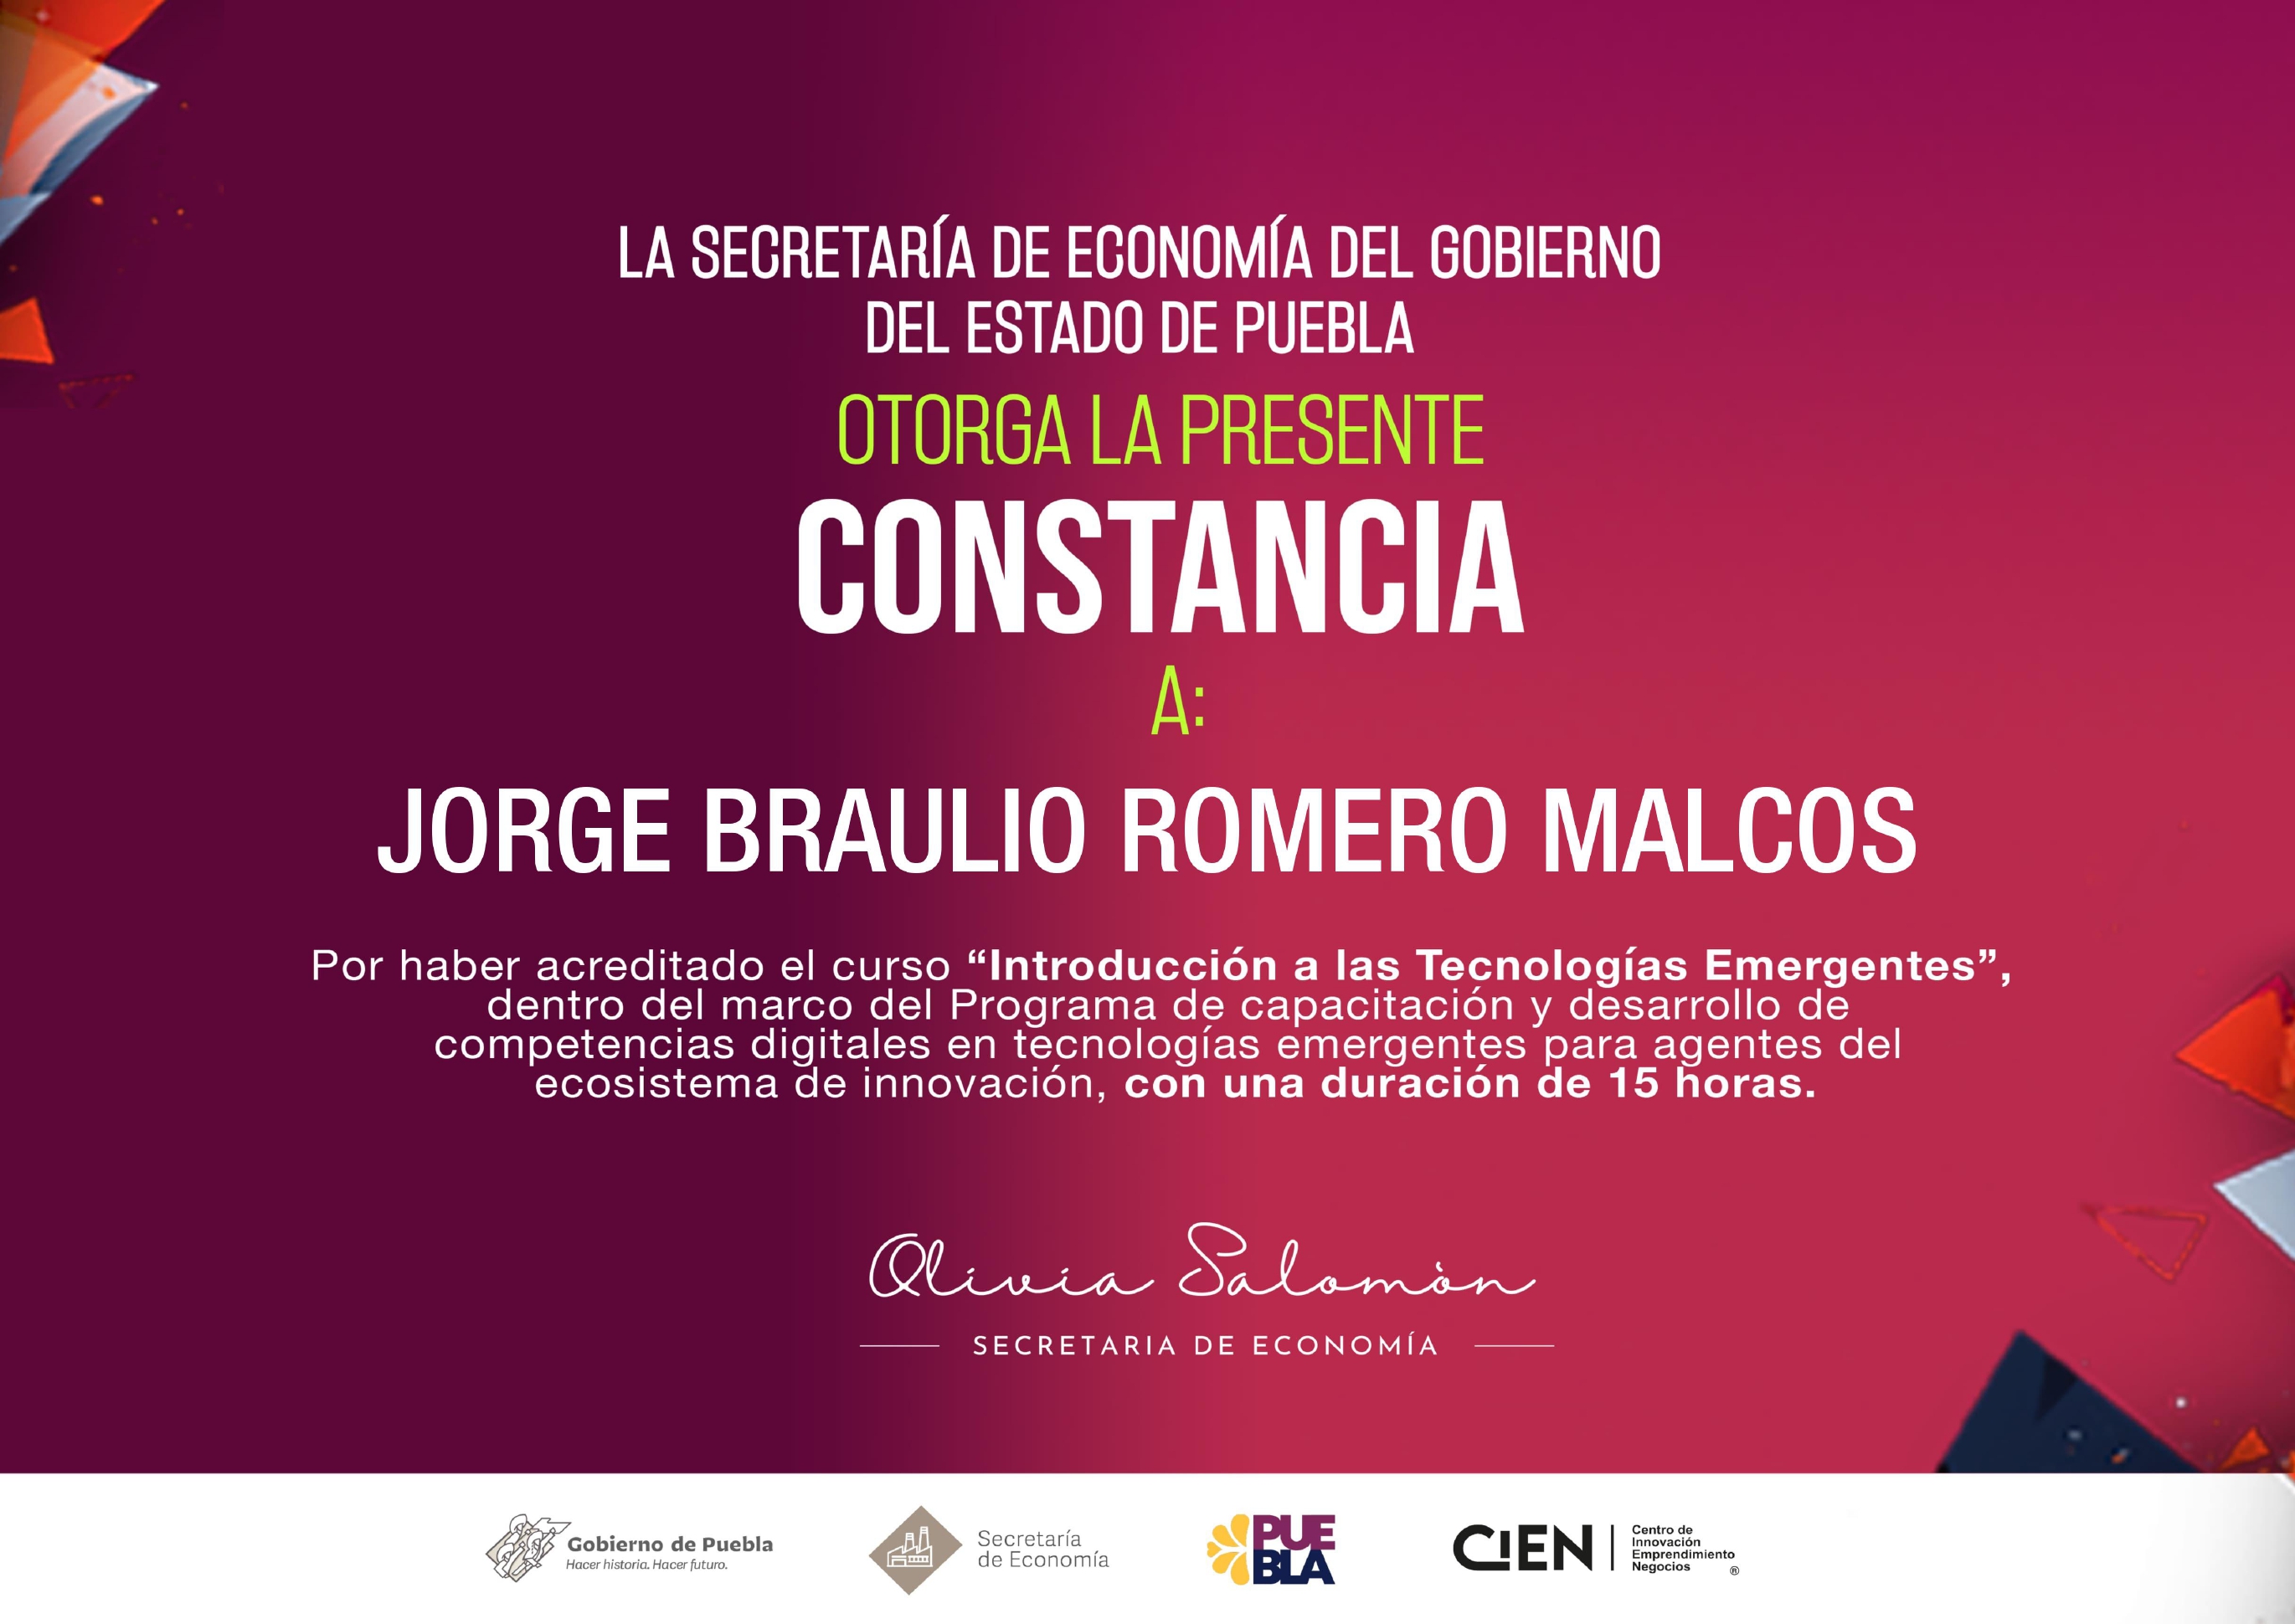 LA SECRETARÍA DE ECONOMÍA DEL GOBIERNO
DEL ESTADO DE PUEBLA
OTORGA LA PRESENTE
CONSTANCIA
A:
JORGE BRAULIO ROMERO MALCOS
Por haber acreditado el curso “Introducción a las Tecnologías Emergentes”,
dentro del marco del Programa de capacitación y desarrollo de
competencias digitales en tecnologías emergentes para agentes del
ecosistema de innovación, con una duración de 15 horas.
Olivia Salomòn
SECRETARIA DE ECONOMÍA
Gobierno de Puebla
Hacer historia. Hacer futuro.
Secretaría
de Economía
PUE
BLA
CIEN
Centro de
Innovación
Emprendimiento
Negocios ®